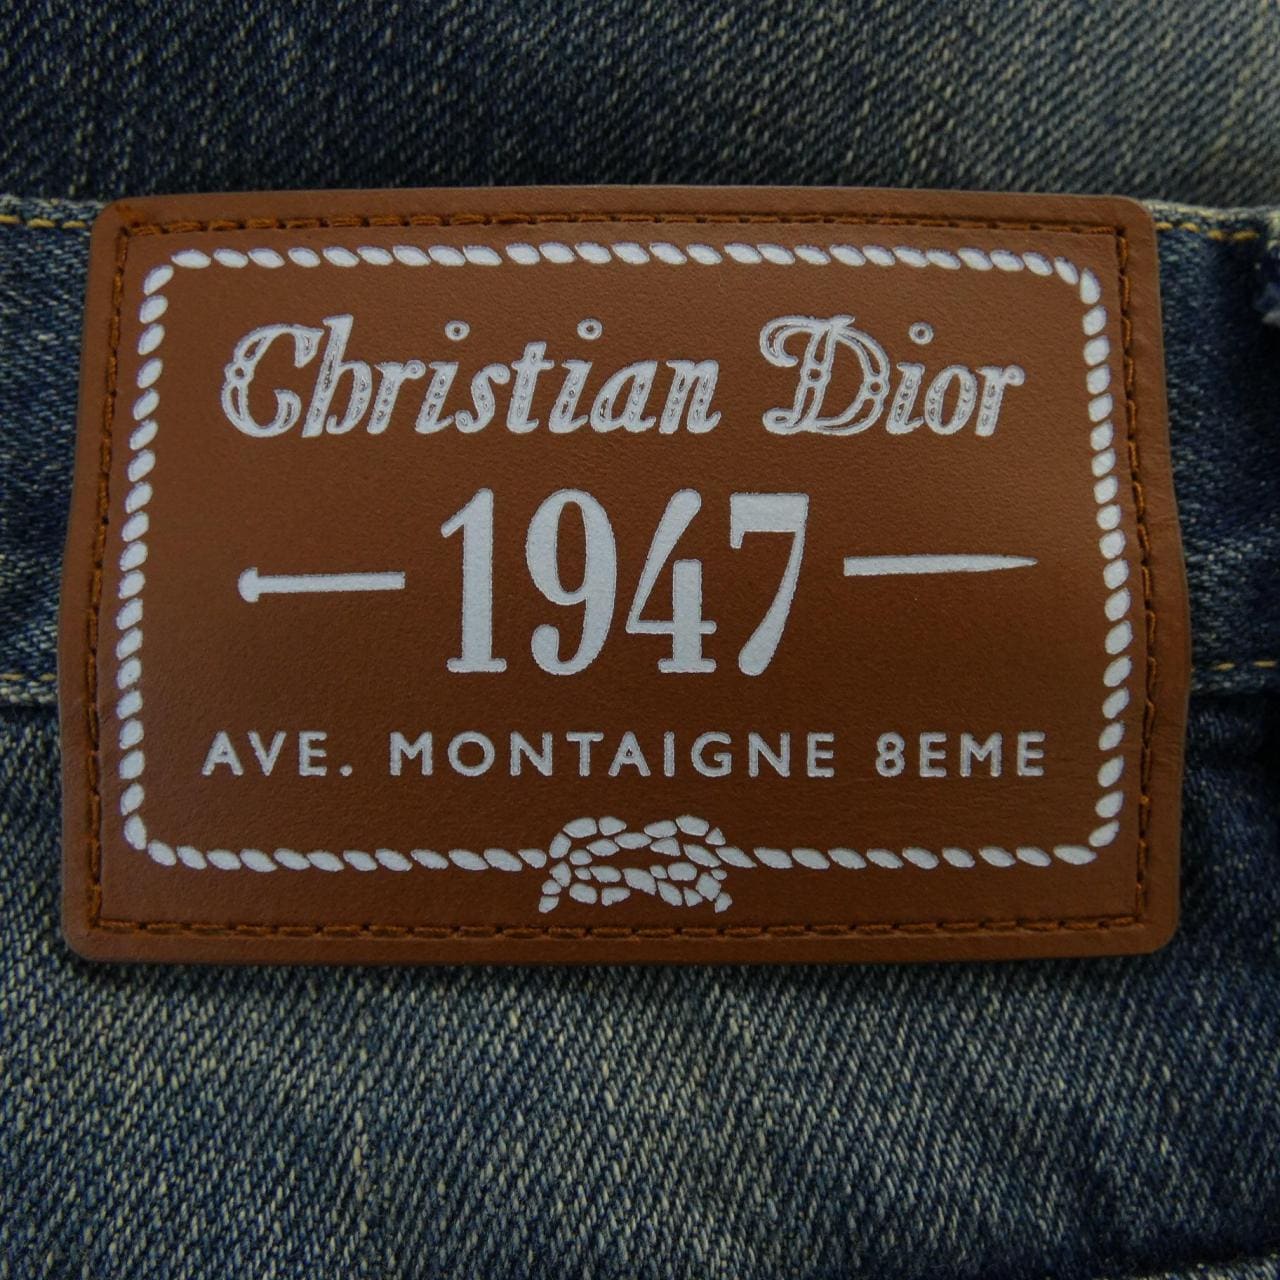 Christian Dior
1947
AVE. MONTAIGNE 8EME